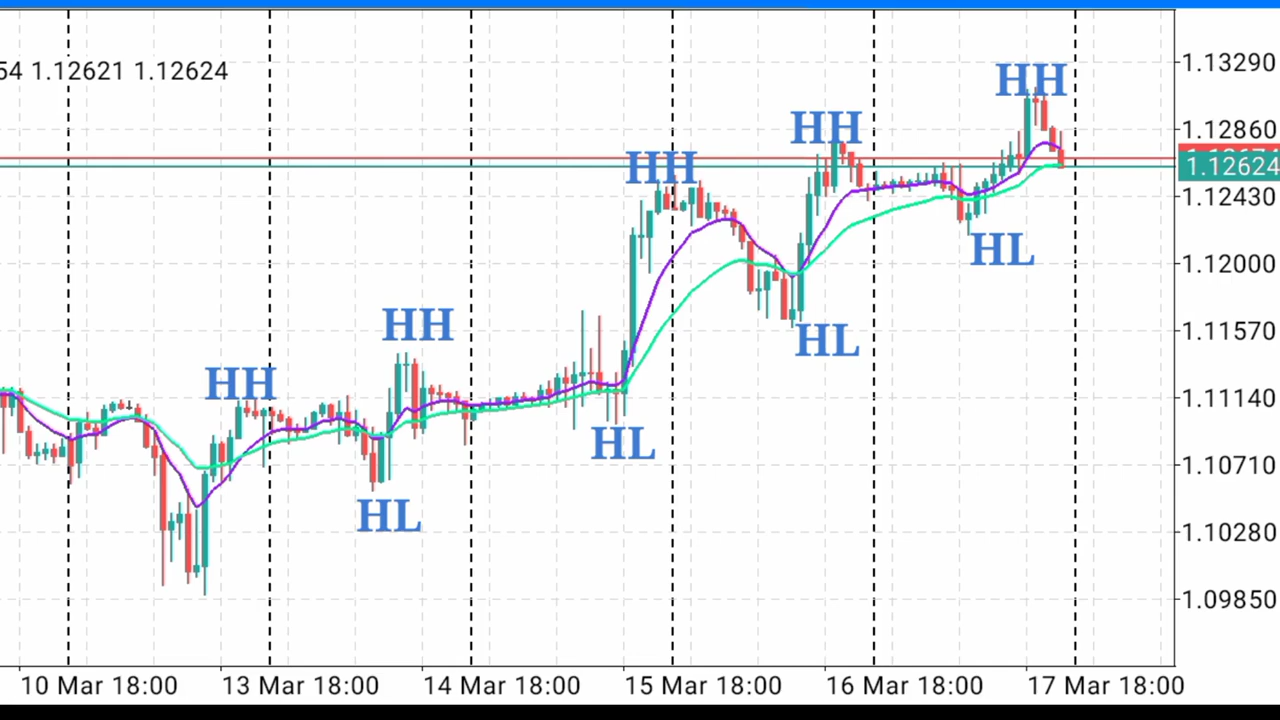 54 1.12621 1.12624
HH
HH
HH
HH
HH
HL
HL
HL
HL
1.13290
1.12860
1.12624
1.12430
1.12000
1.11570
1.11140
1.10710
1.10280
1.09850
10 Mar 18:00 13 Mar 18:00 14 Mar 18:00 15 Mar 18:00 16 Mar 18:00 17 Mar 18:00